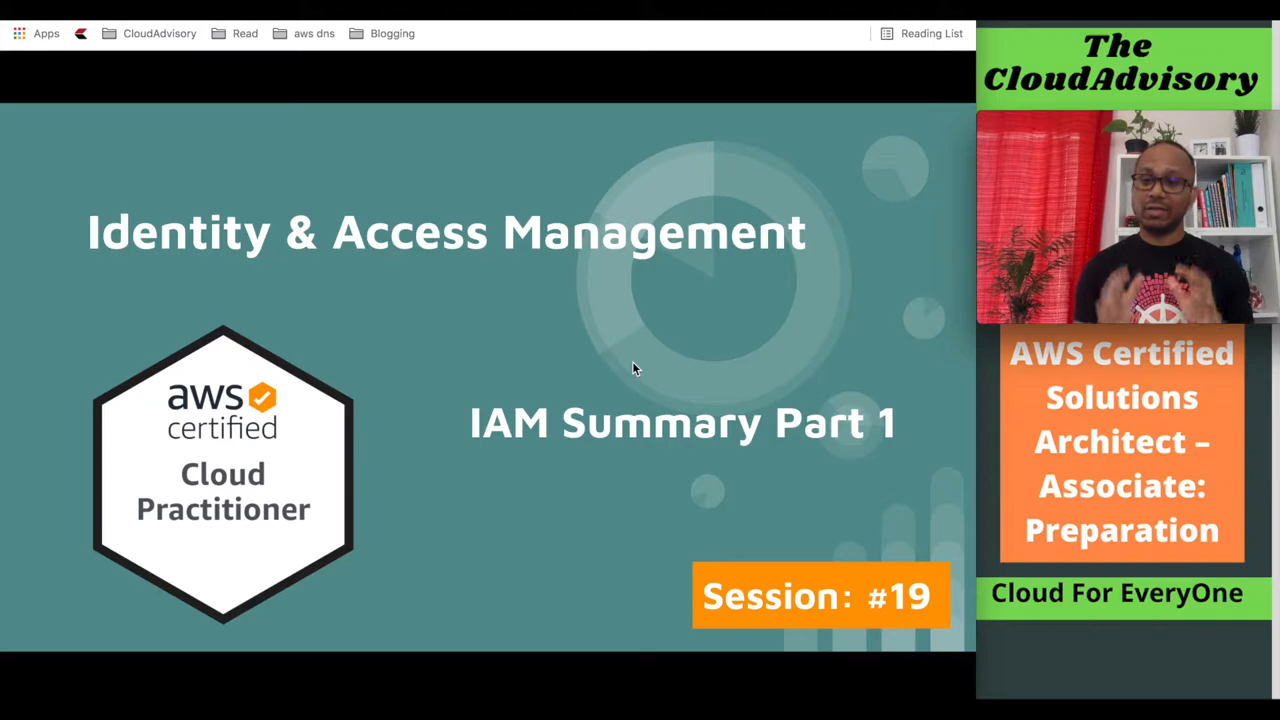 Apps
CloudAdvisory
Read
aws dns
Blogging
Reading List
Identity & Access Management
aws
certified
Cloud
Practitioner
IAM Summary Part 1
Session: #19
The
CloudAdvisory
AWS Certified
Solutions
Architect –
Associate:
Preparation
Cloud For EveryOne